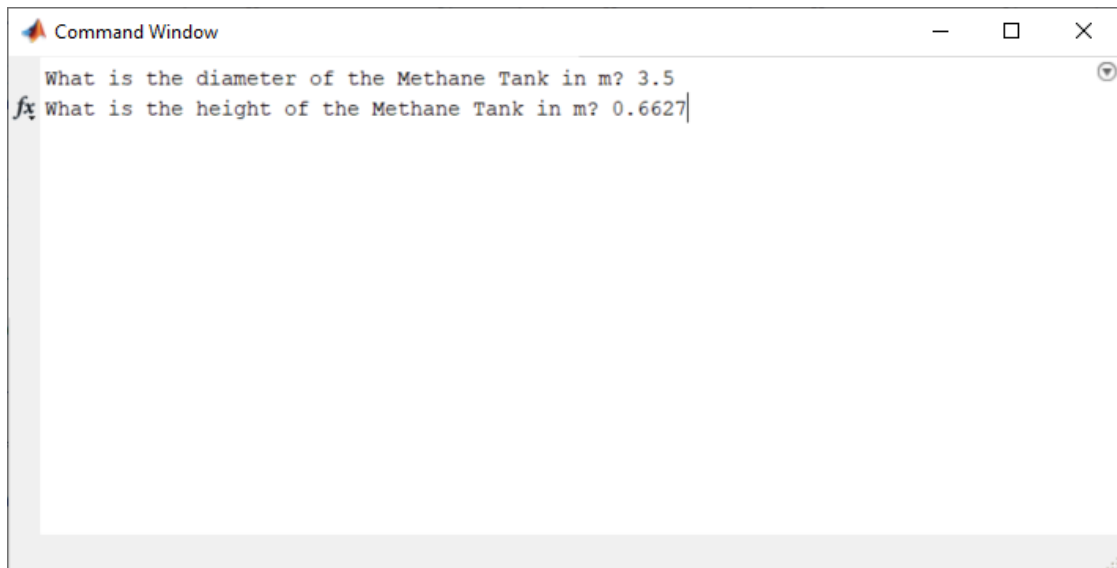 Command Window
What is the diameter of the Methane Tank in m? 3.5
fx What is the height of the Methane Tank in m? 0.6627